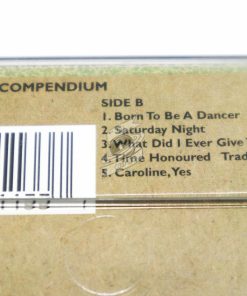 COMPENDIUM
SIDE B
1. Born To Be A Dancer
2. Saturday Night
3. What Did I Ever Give
4. Time Honoured Trad
5. Caroline, Yes